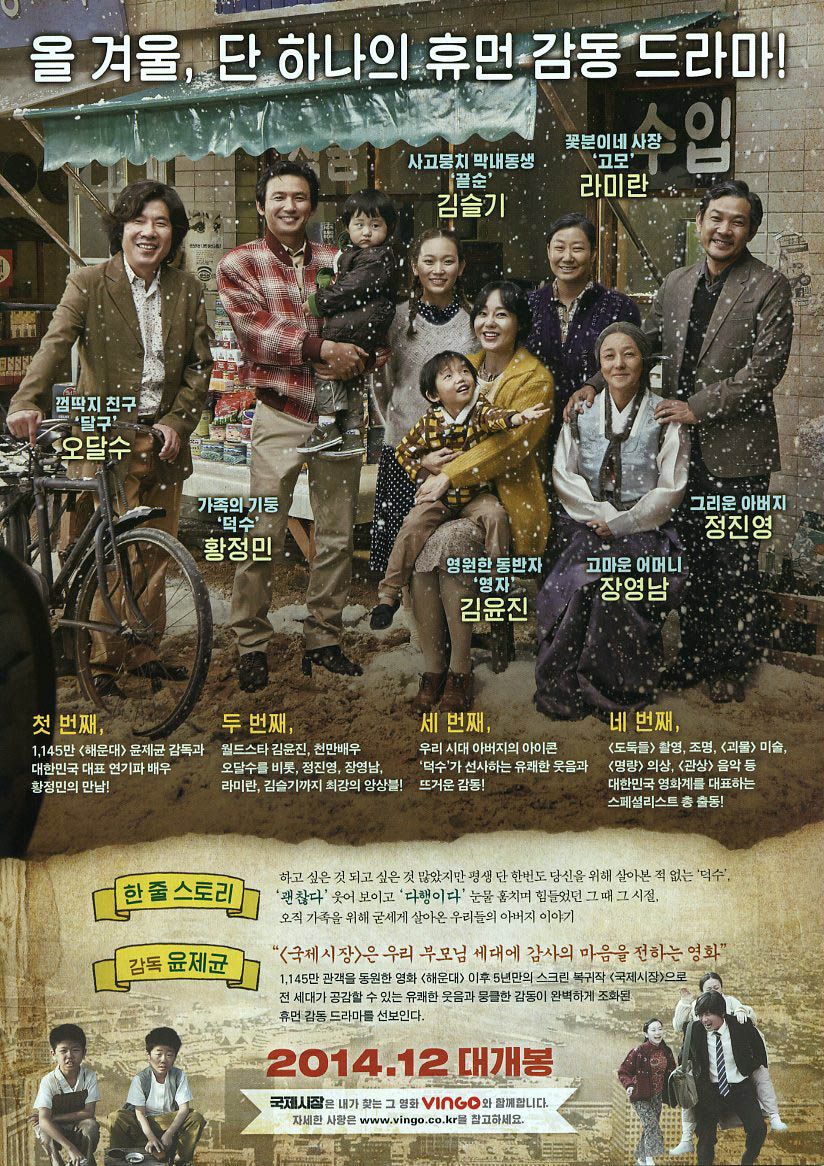 올 겨울, 단 하나의 휴먼 감동 드라마!
수입
사고뭉치 막내동생
‘끝순’
김슬기
꽃분이네 사장
‘고모’
라미란
껌딱지 친구
‘달구’
오달수
가족의 기둥
‘덕수’
황정민
영원한 동반자
‘영자’
김윤진
고마운 어머니
장영남
그리운 아버지
정진영
첫 번째,
1,145만 <해운대> 윤제균 감독과
대한민국 대표 연기파 배우
황정민의 만남!
두 번째,
월드스타 김윤진, 천만배우
오달수를 비롯, 정진영, 장영남,
라미란, 김슬기까지 최강의 앙상블!
세 번째,
우리 시대 아버지의 아이콘
‘덕수’가 선사하는 유쾌한 웃음과
뜨거운 감동!
네 번째,
<도둑들> 촬영, 조명, <괴물> 미술,
<명량> 의상, <관상> 음악 등
대한민국 영화계를 대표하는
스페셜리스트 총 출동!
한 줄 스토리
하고 싶은 것 되고 싶은 것 많았지만 평생 단 한번도 당신을 위해 살아본 적 없는 ‘덕수’,
‘괜찮다’ 웃어 보이고 ‘다행이다’ 눈물 훔치며 힘들었던 그 때 그 시절,
오직 가족을 위해 굳세게 살아온 우리들의 아버지 이야기
감독 윤제균
“<국제시장>은 우리 부모님 세대에 감사의 마음을 전하는 영화”
1,145만 관객을 동원한 영화 <해운대> 이후 5년만의 스크린 복귀작 <국제시장>으로
전 세대가 공감할 수 있는 유쾌한 웃음과 뭉클한 감동이 완벽하게 조화된
휴먼 감동 드라마를 선보인다.
2014.12 대개봉
국제시장은 내가 찾는 그 영화 VINGO와 함께합니다.
자세한 사항은 www.vingo.co.kr을 참고하세요.